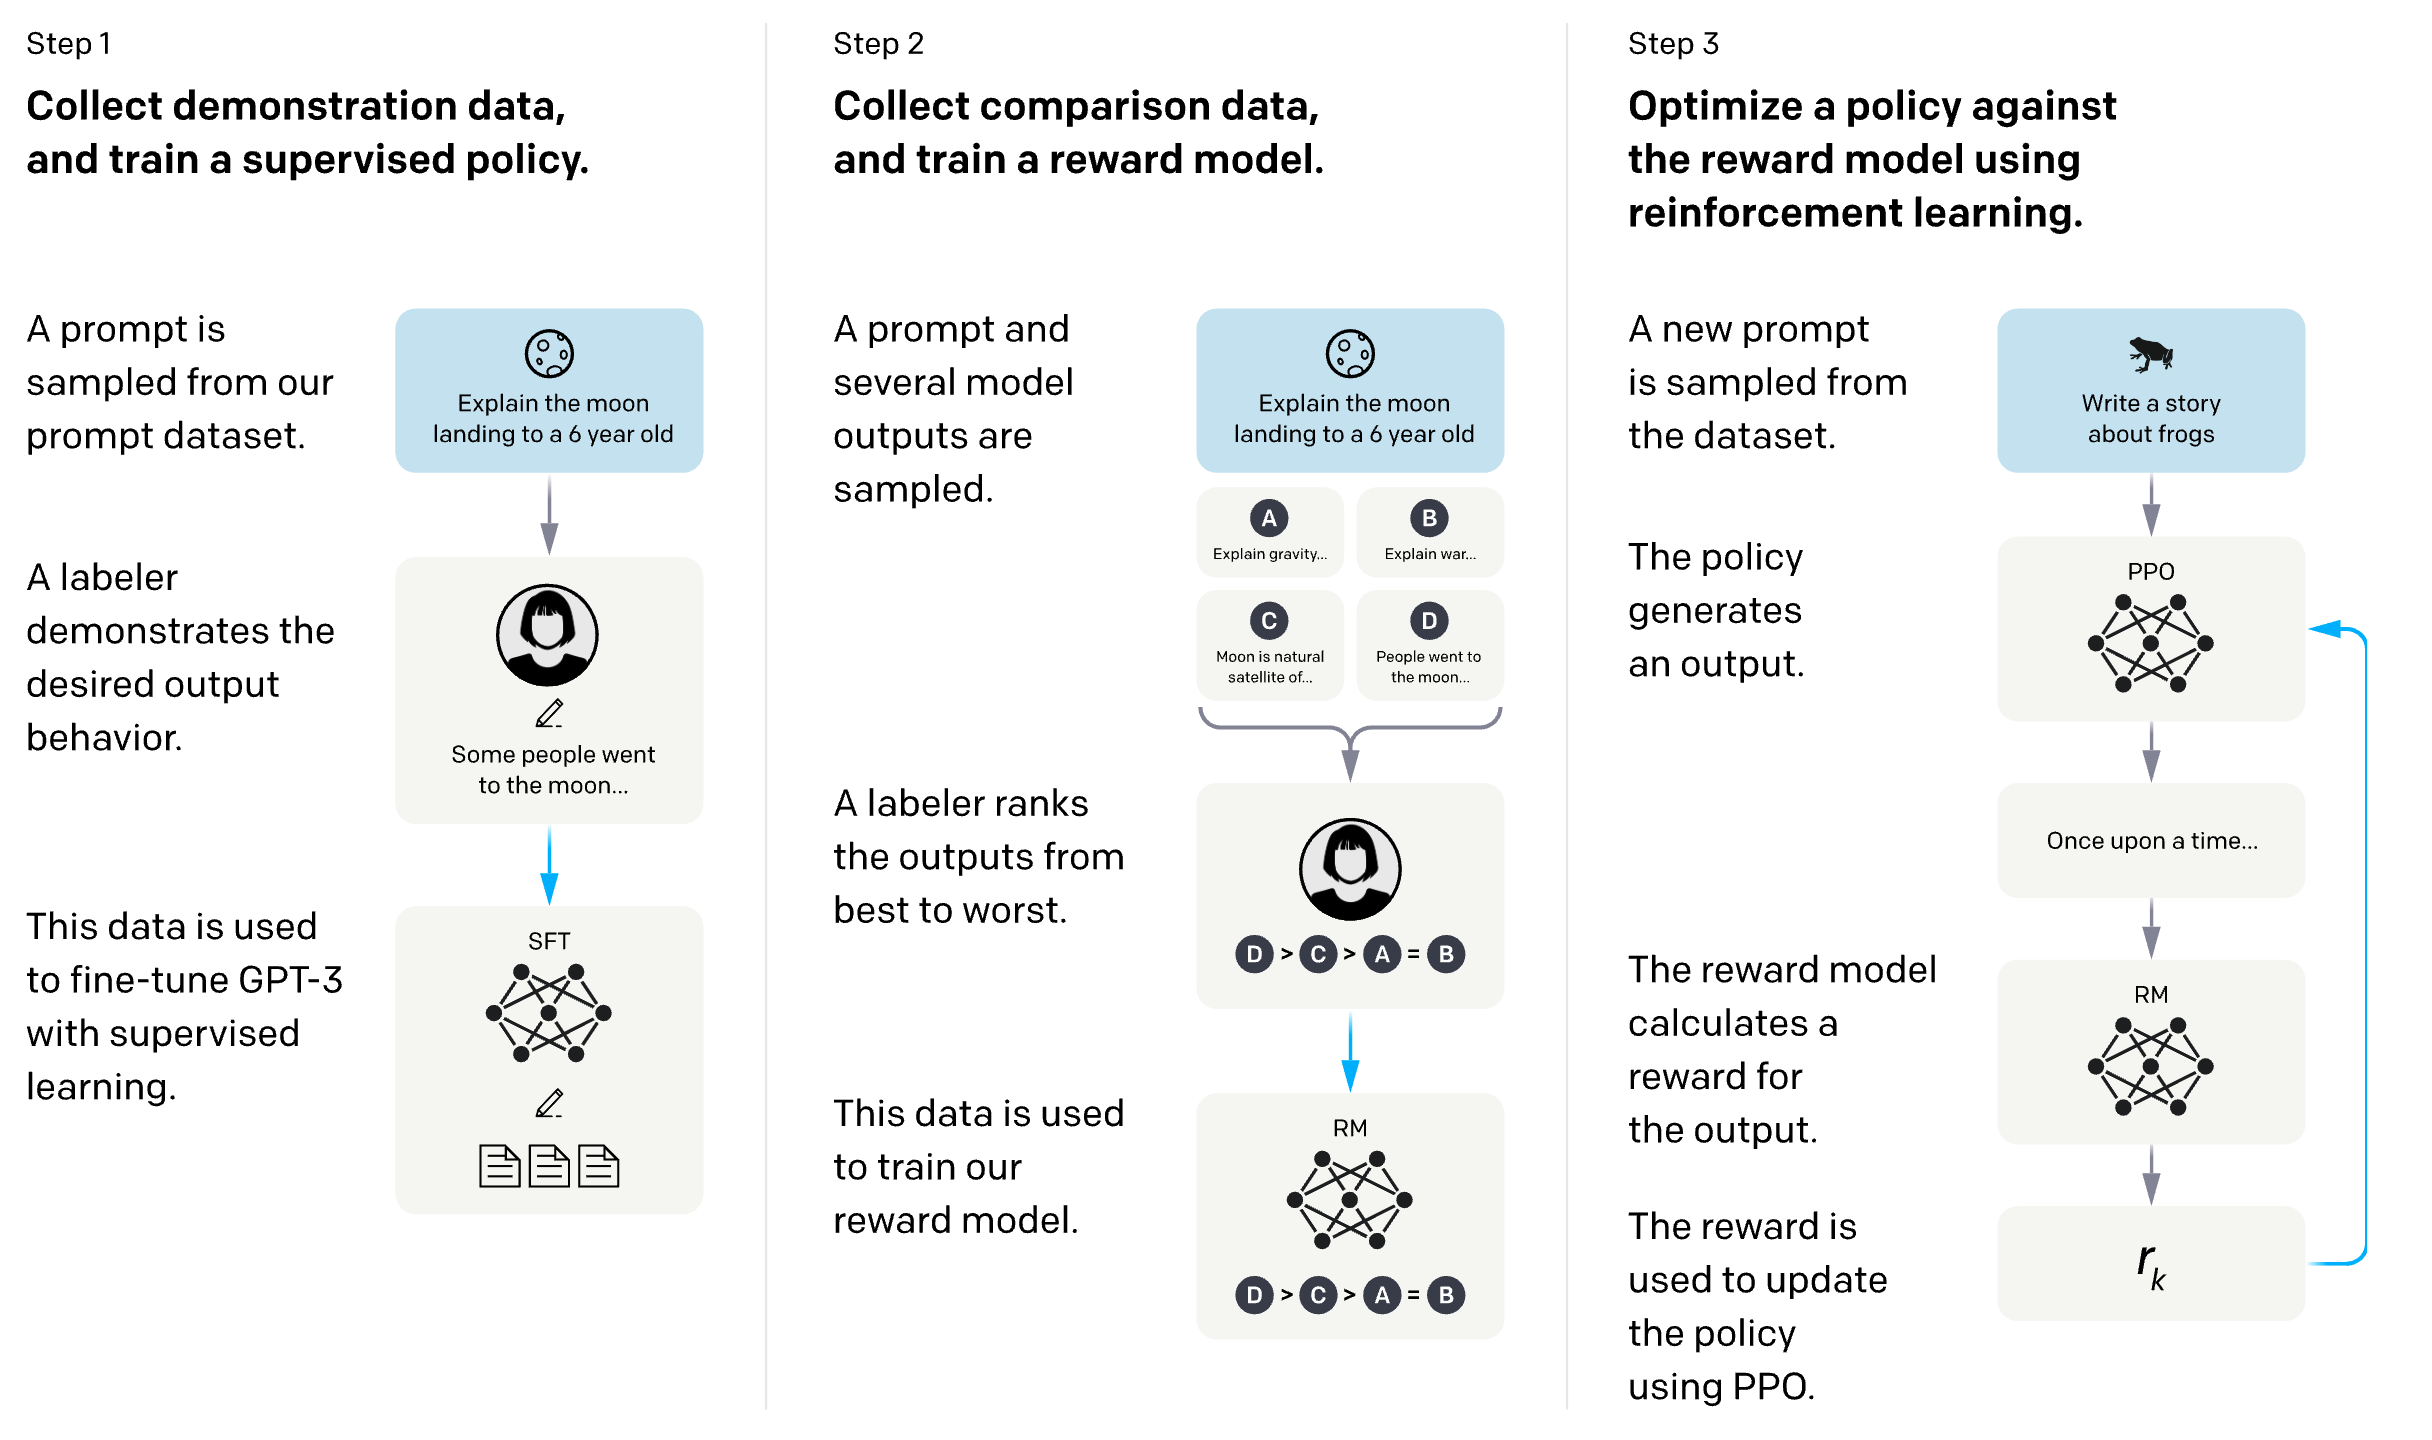 Step 1
Collect demonstration data,
and train a supervised policy.
A prompt is
sampled from our
prompt dataset.
Explain the moon
landing to a 6 year old
A labeler
demonstrates the
desired output
behavior.
Some people went
to the moon...
This data is used
to fine-tune GPT-3
with supervised
learning.
SFT
Step 2
Collect comparison data,
and train a reward model.
A prompt and
several model
outputs are
sampled.
Explain the moon
landing to a 6 year old
A
Explain gravity...
B
Explain war...
C
Moon is natural
satellite of...
D
People went to
the moon...
A labeler ranks
the outputs from
best to worst.
D > C > A = B
This data is used
to train our
reward model.
RM
D > C > A = B
Step 3
Optimize a policy against
the reward model using
reinforcement learning.
A new prompt
is sampled from
the dataset.
Write a story
about frogs
The policy
generates
an output.
PPO
Once upon a time...
The reward model
calculates a
reward for
the output.
RM
The reward is
used to update
the policy
using PPO.
r_k